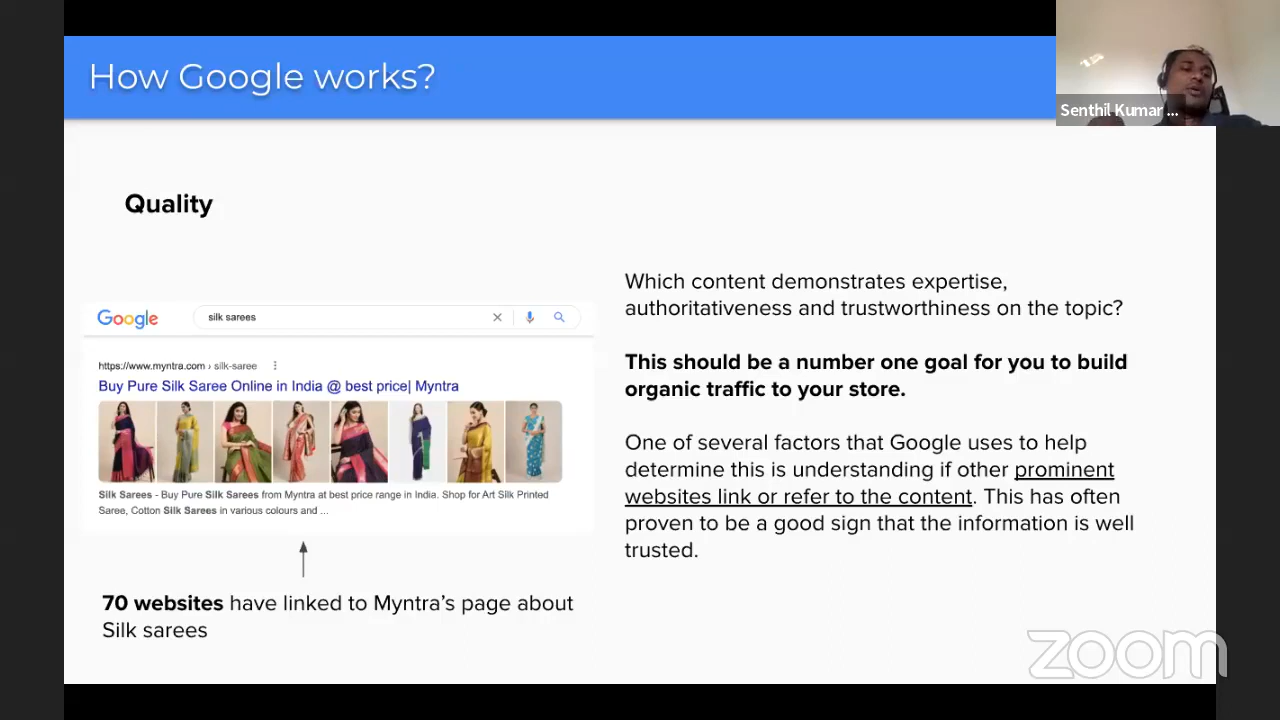 How Google works?
Senthil Kumar ...
Quality
Google
silk sarees
https://www.myntra.com › silk-saree
Buy Pure Silk Saree Online in India @ best price| Myntra
Silk Sarees - Buy Pure Silk Sarees from Myntra at best price range in India. Shop for Art Silk Printed
Saree, Cotton Silk Sarees in various colours and ...
70 websites have linked to Myntra’s page about
Silk sarees
Which content demonstrates expertise,
authoritativeness and trustworthiness on the topic?
This should be a number one goal for you to build
organic traffic to your store.
One of several factors that Google uses to help
determine this is understanding if other prominent
websites link or refer to the content. This has often
proven to be a good sign that the information is well
trusted.
zoom